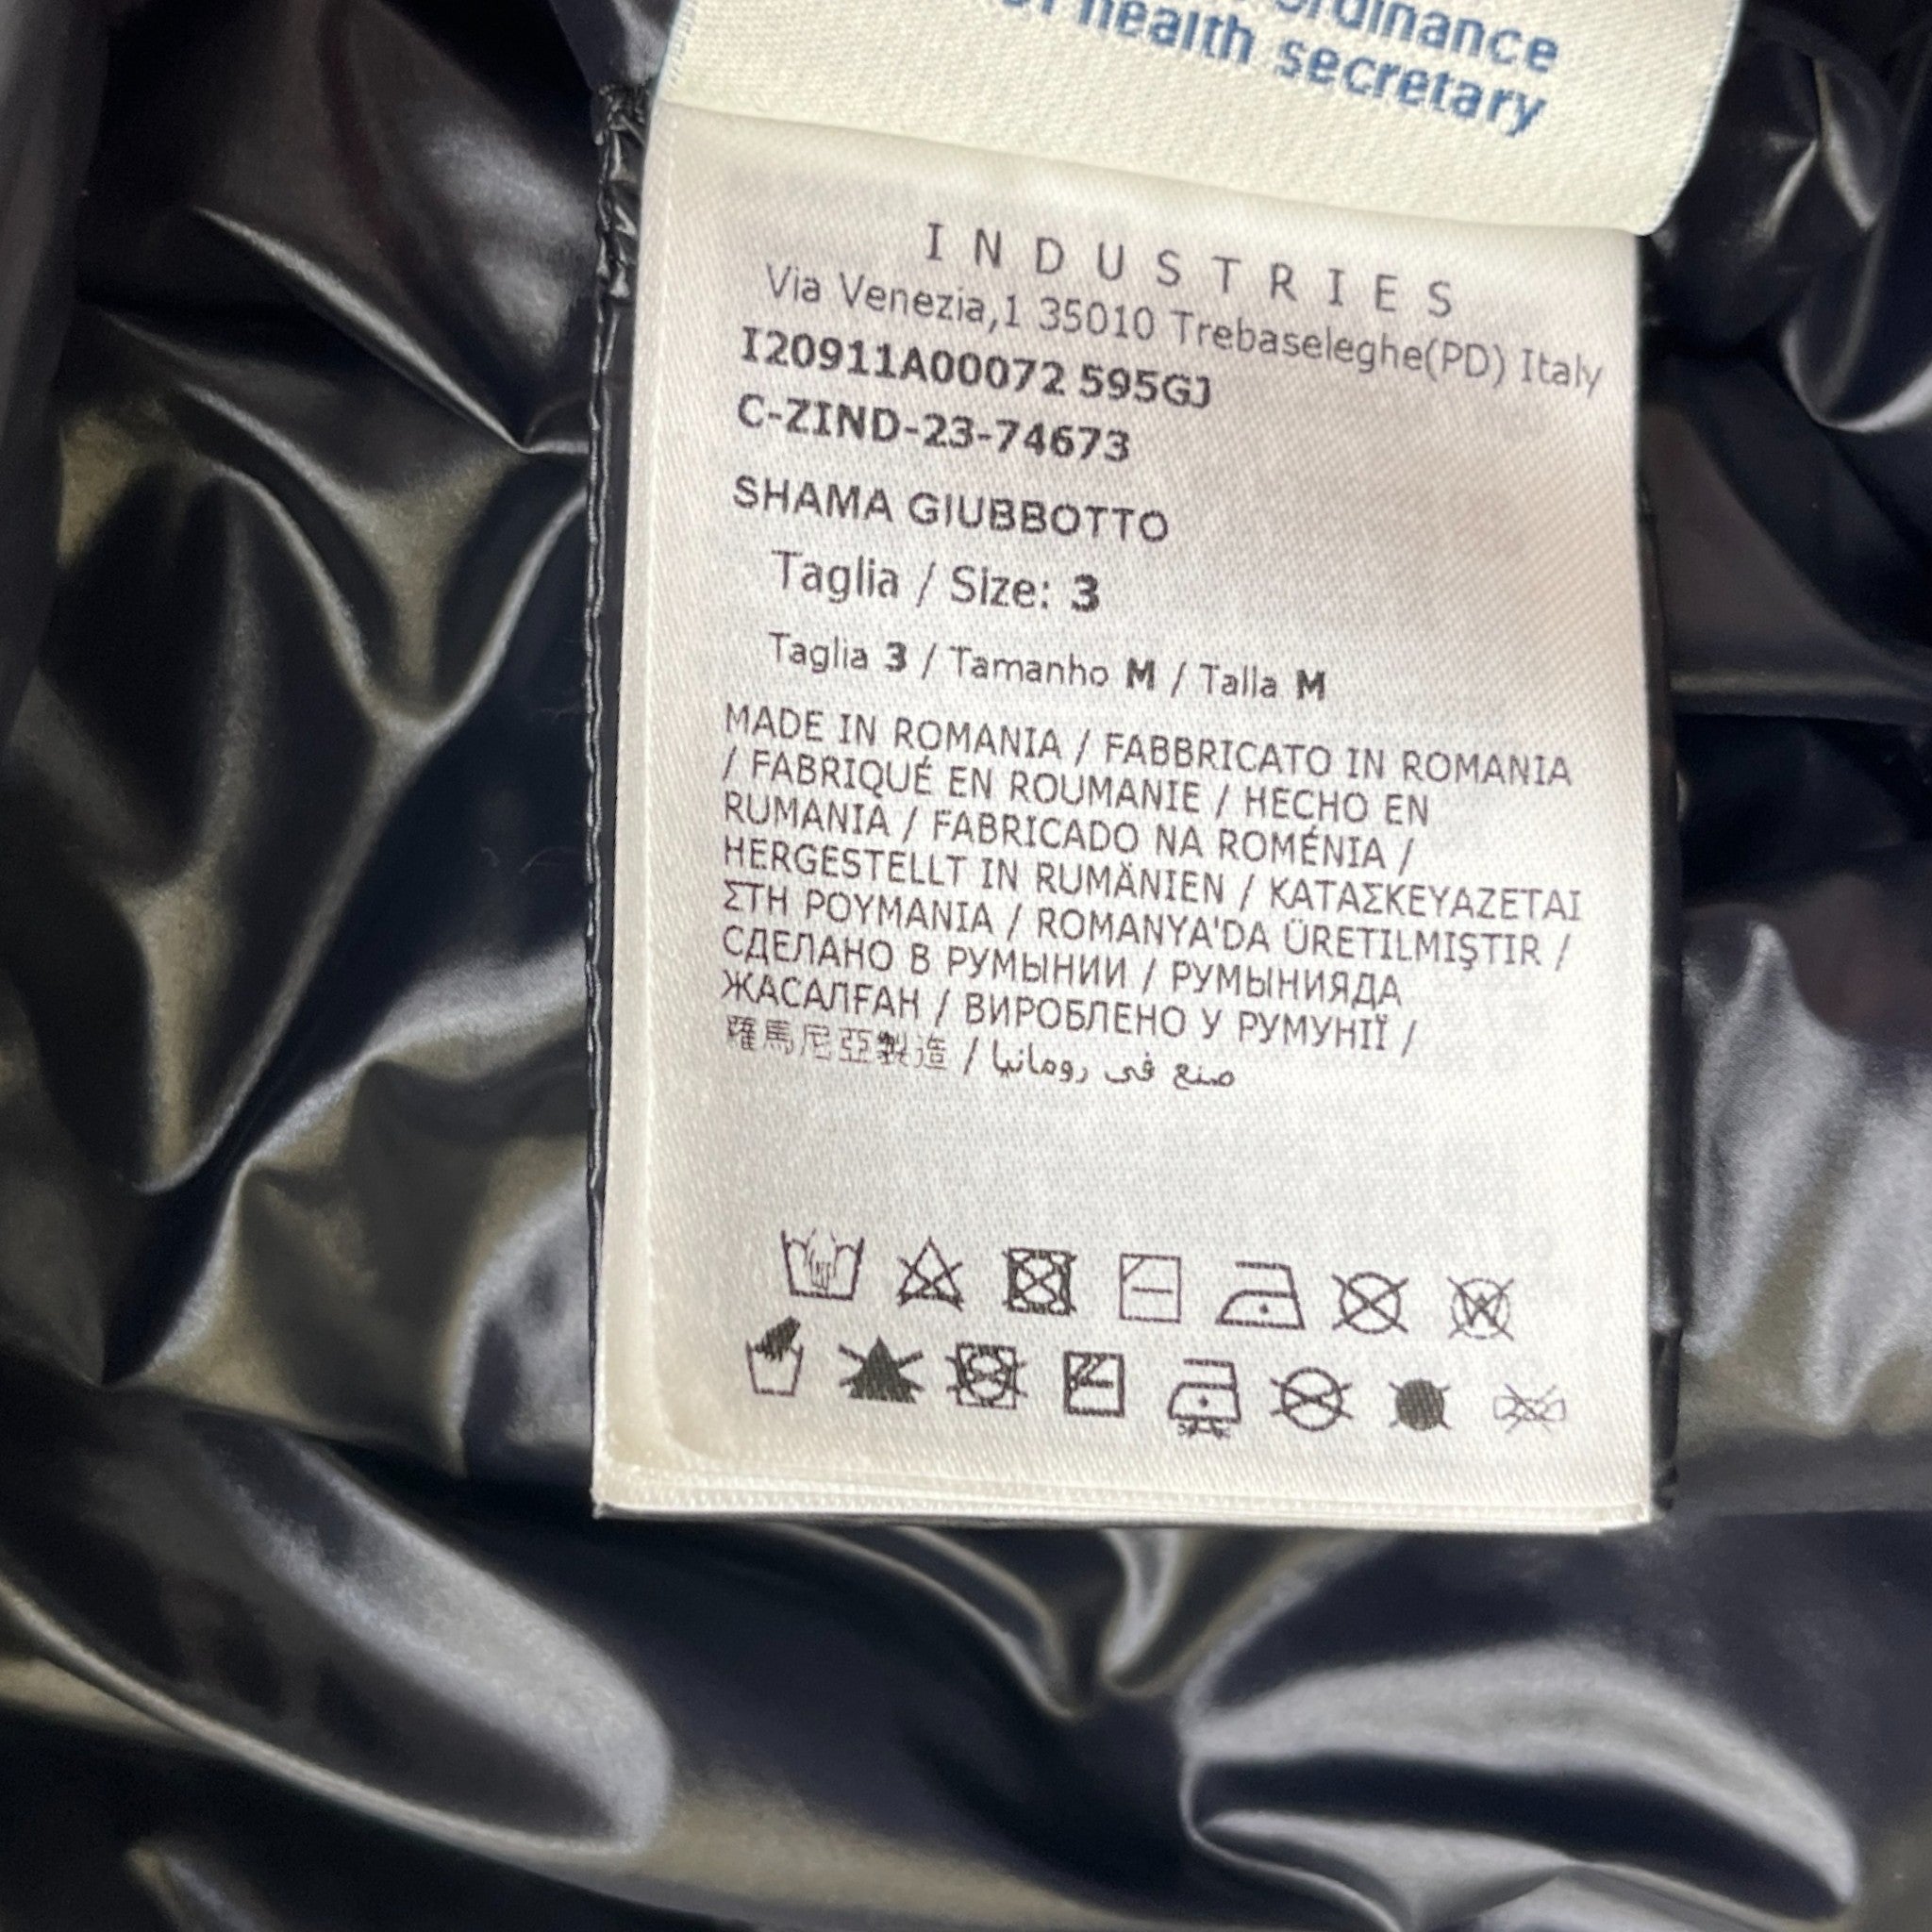 ordinance
health secretary
INDUSTRIES
Via Venezia,1 35010 Trebaseleghe(PD) Italy
I20911A00072 595GJ
C-ZIND-23-74673
SHAMA GIUBBOTTO
Taglia / Size: 3
Taglia 3 / Tamanho M / Talla M
MADE IN ROMANIA / FABBRICATO IN ROMANIA
/ FABRIQUÉ EN ROUMANIE / HECHO EN
RUMANIA / FABRICADO NA ROMÉNIA /
HERGESTELLT IN RUMÄNIEN / ΚΑΤΑΣΚΕΥΑΖΕΤΑΙ
ΣΤΗ ΡΟΥΜΑΝΙΑ / ROMANYA'DA ÜRETILMIŞTIR /
СДЕЛАНО В РУМЫНИИ / РУМЫНИЯДА
ЖАСАЛҒАН / ВИРОБЛЕНО У РУМУНІЇ /
羅馬尼亞製造 / صنع في رومانيا